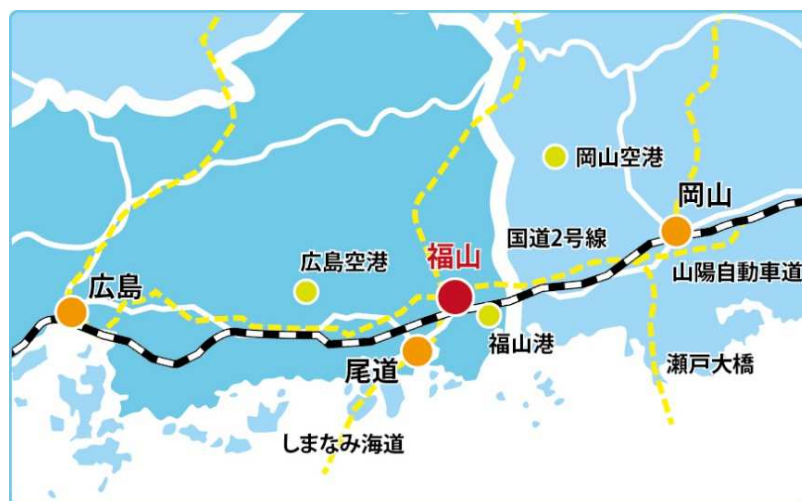 岡山空港
岡山
国道2号線
福山
広島空港
山陽自動車道
広島
福山港
尾道
瀬戸大橋
しまなみ海道